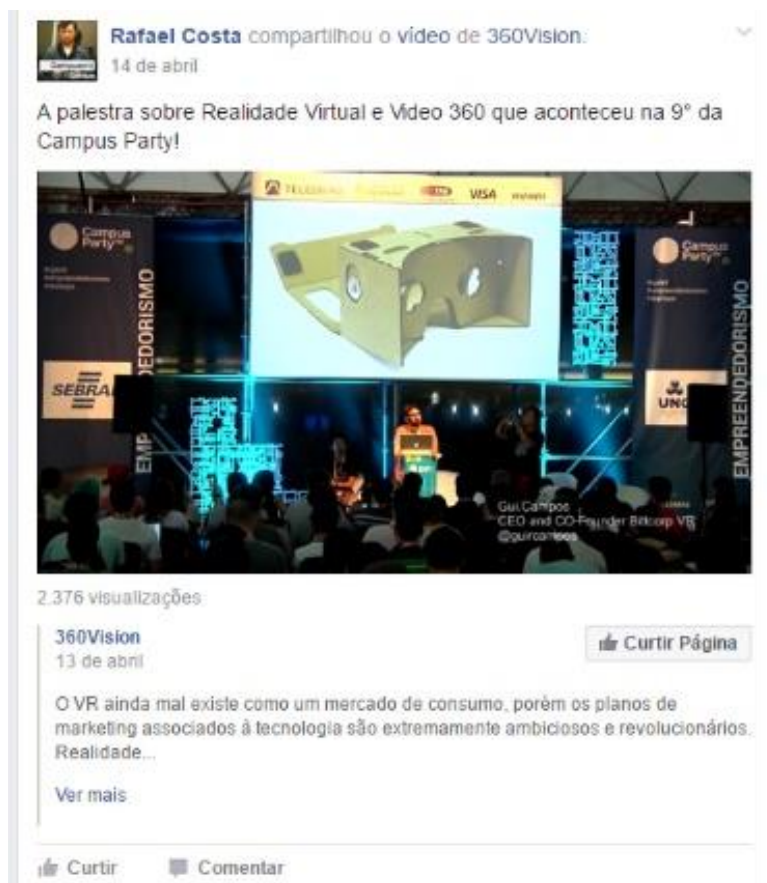 Rafael Costa compartilhou o vídeo de 360Vision.
14 de abril
A palestra sobre Realidade Virtual e Video 360 que aconteceu na 9° da
Campus Party!
VISA
Campus
Party
SEBRAE
EMPREENDEDORISMO
Campus
Party
EMPREENDEDORISMO
Gui.Campos
CEO and CO-Founder Bitcorp VR
@guircampos
2.376 visualizações
360Vision
13 de abril
Curtir Página
O VR ainda mal existe como um mercado de consumo, porém os planos de
marketing associados à tecnologia são extremamente ambiciosos e revolucionários.
Realidade...
Ver mais
Curtir Comentar